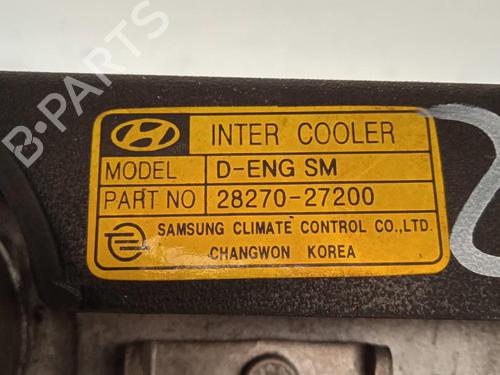 B-PARTS
INTER COOLER
MODEL D-ENG SM
PART NO 28270-27200
SAMSUNG CLIMATE CONTROL CO.,LTD.
CHANGWON KOREA